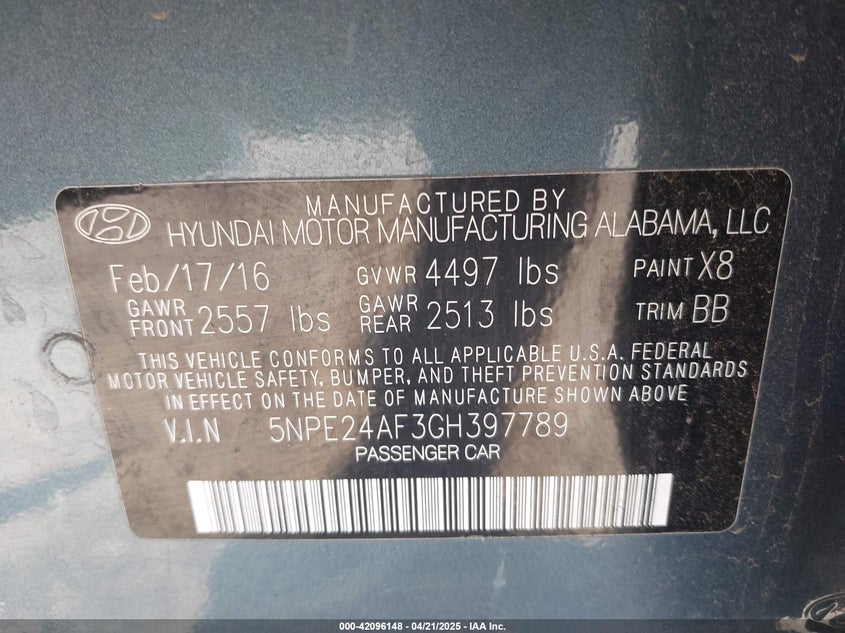 MANUFACTURED BY
HYUNDAI MOTOR MANUFACTURING ALABAMA, LLC
Feb/17/16 GVWR 4497 lbs PAINT X8
GAWR FRONT 2557 lbs GAWR REAR 2513 lbs TRIM BB
THIS VEHICLE CONFORMS TO ALL APPLICABLE U.S.A. FEDERAL
MOTOR VEHICLE SAFETY, BUMPER, AND THEFT PREVENTION STANDARDS
IN EFFECT ON THE DATE OF MANUFACTURE SHOWN ABOVE
V.I.N 5NPE24AF3GH397789
PASSENGER CAR
000-42096148 - 04/21/2025 - IAA Inc.